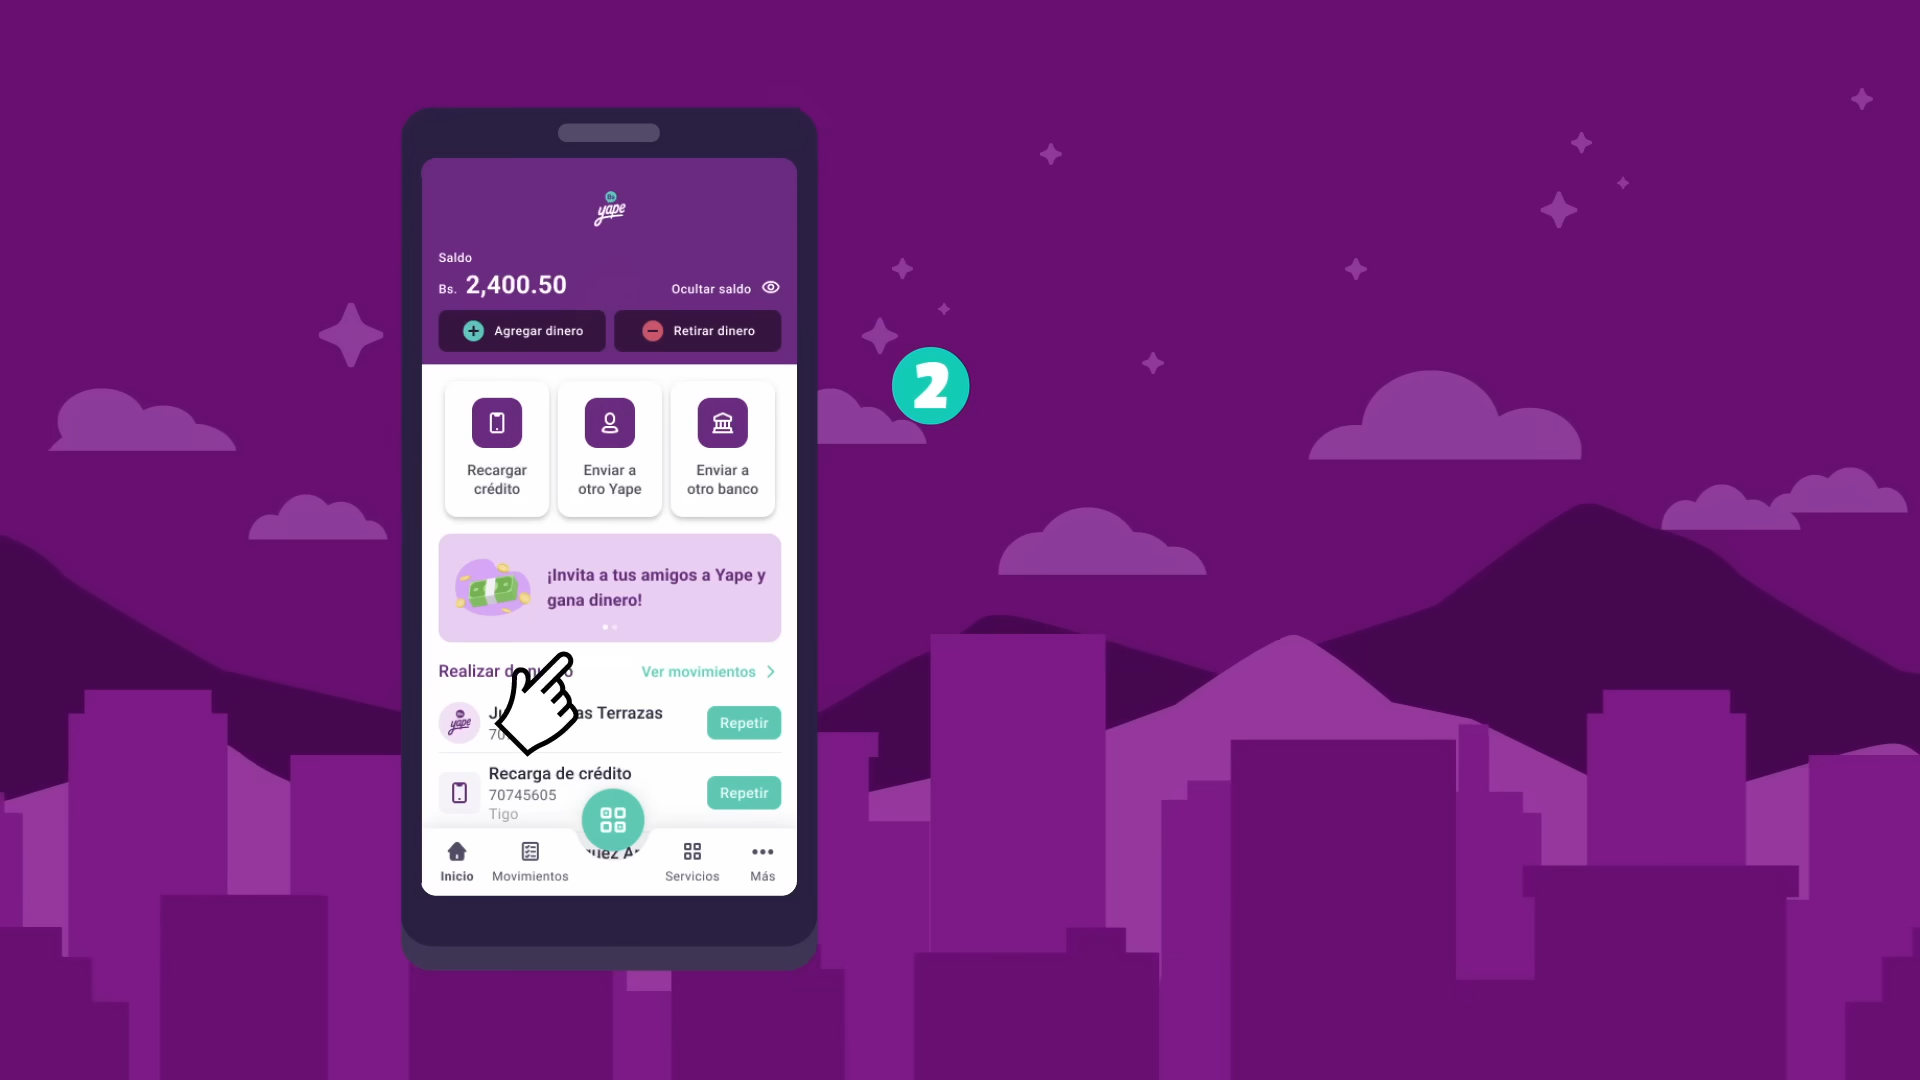 Bs
yape
Saldo
Bs. 2,400.50
Ocultar saldo
Agregar dinero
Retirar dinero
2
Recargar
crédito
Enviar a
otro Yape
Enviar a
otro banco
¡Invita a tus amigos a Yape y
gana dinero!
Realizar
Ver movimientos
Terrazas
yape
Repetir
Recarga de crédito
70745605
Tigo
Repetir
Inicio
Movimientos
Servicios
Más